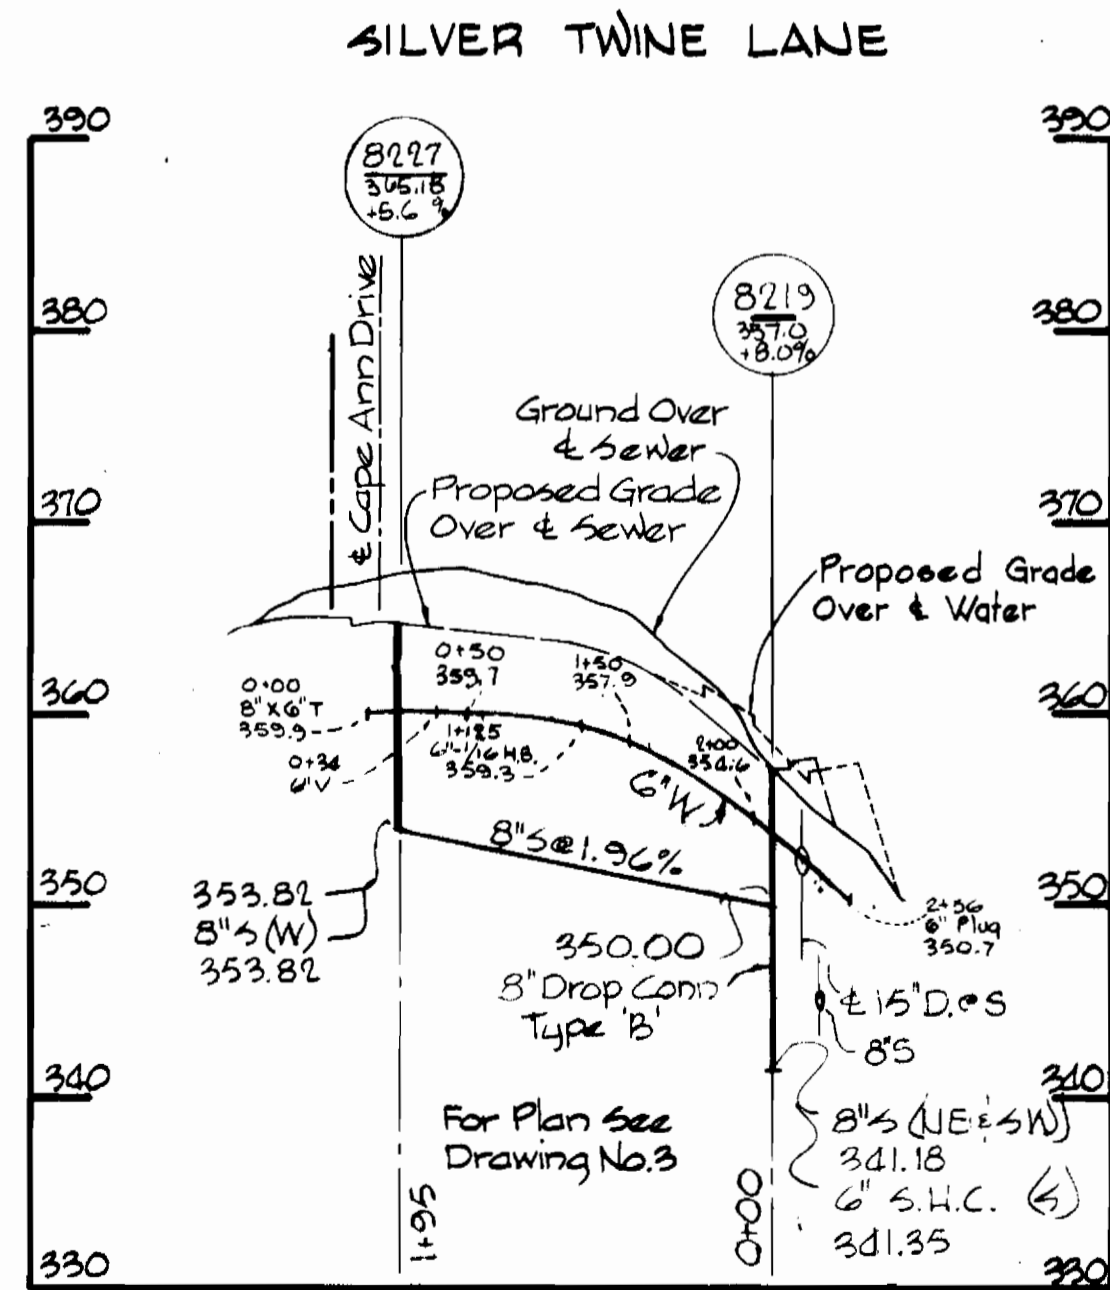 SILVER TWINE LANE
390
390
8227
365.18
+5.6 %
8219
357.0
+8.0%
380
380
℄ Cape Ann Drive
Ground Over
℄ Sewer
Proposed Grade
Over ℄ Sewer
370
370
Proposed Grade
Over ℄ Water
0+50
359.7
1+50
357.9
0+00
8" X 6" T
359.9
360
360
1+125
6"-1/16 H.B.
359.3
2+00
354.6
0+34
6" V
6" W
8"S@1.96%
353.82
8"S (W)
353.82
350
350
350.00
8" Drop Conn
Type 'B'
2+56
6" Plug
350.7
℄ 15" D.@S
8"S
340
340
For Plan See
Drawing No.3
8"S (NE & SW)
341.18
6" S.H.C. (S)
341.35
1+95
0+00
330
330